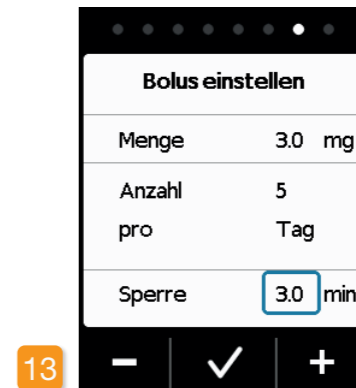 Bolus einstellen
Menge 3.0 mg
Anzahl 5
pro Tag
Sperre 3.0 min
13 − ✓ +